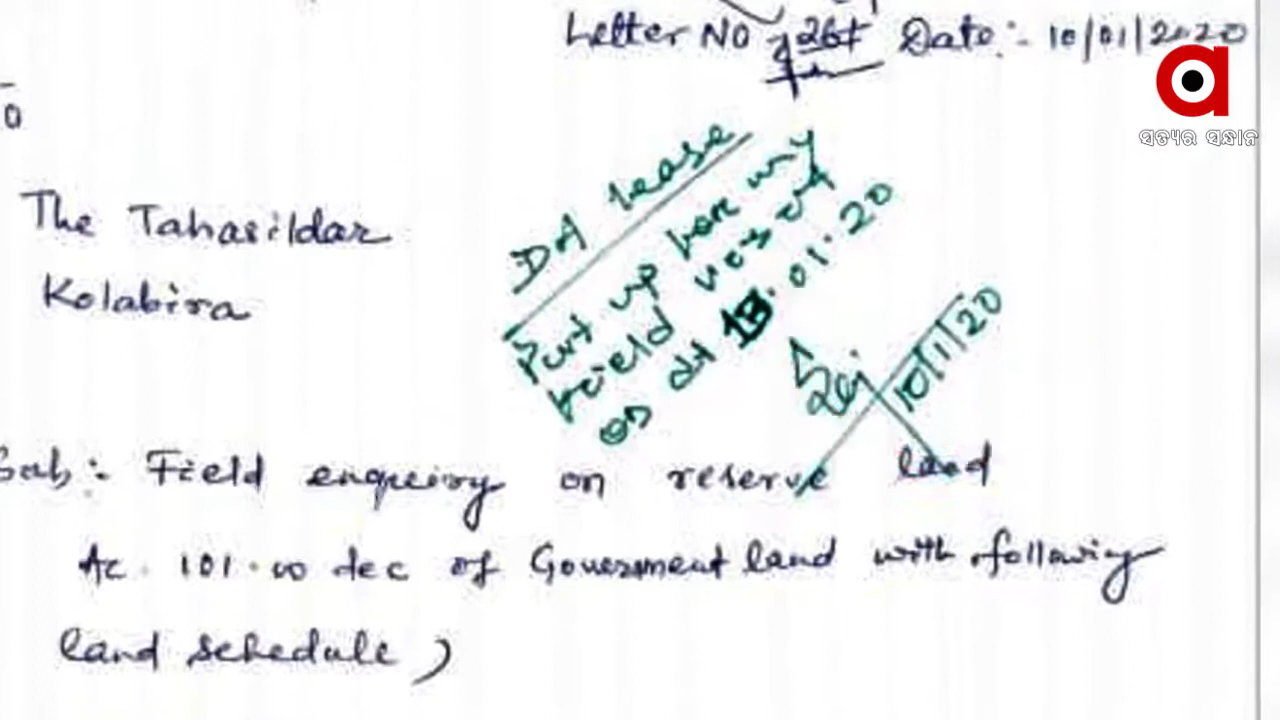 Letter No 267 Date:- 10/01/2020
ସତ୍ୟର ସନ୍ଧାନ
The Tahasildar
Kolabira
DA lease
Put up for my
field visit
on dt 13.01.20
10/1/20
Sub:- Field enqeiry on reserve land
Ac. 101.00 dec of Government land with following
land schedule)